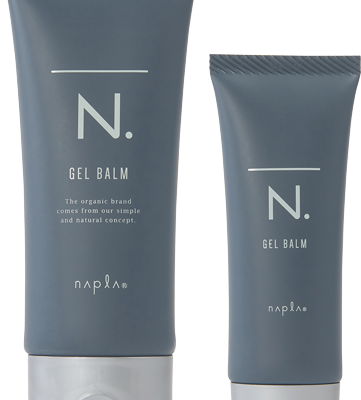 N.
GEL BALM
The organic brand
comes from our simple
and natural concept.
napla®
N.
GEL BALM
napla®